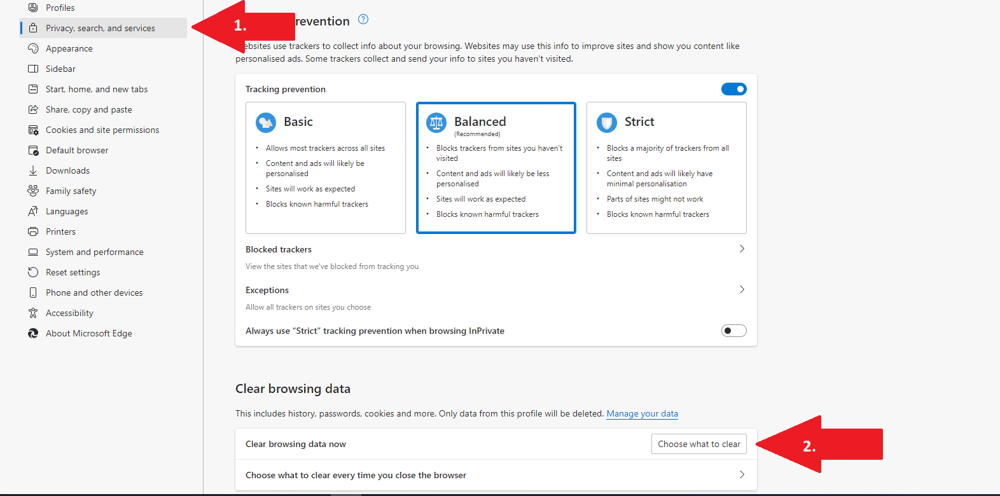 Profiles
Privacy, search, and services
Appearance
Sidebar
Start, home, and new tabs
Share, copy and paste
Cookies and site permissions
Default browser
Downloads
Family safety
Languages
Printers
System and performance
Reset settings
Phone and other devices
Accessibility
About Microsoft Edge
1.
revention
ebsites use trackers to collect info about your browsing. Websites may use this info to improve sites and show you content like
personalised ads. Some trackers collect and send your info to sites you haven't visited.
Tracking prevention
Basic
• Allows most trackers across all sites
• Content and ads will likely be
personalised
• Sites will work as expected
• Blocks known harmful trackers
Balanced
(Recommended)
• Blocks trackers from sites you haven't
visited
• Content and ads will likely be less
personalised
• Sites will work as expected
• Blocks known harmful trackers
Strict
• Blocks a majority of trackers from all
sites
• Content and ads will likely have
minimal personalisation
• Parts of sites might not work
• Blocks known harmful trackers
Blocked trackers
View the sites that we've blocked from tracking you
Exceptions
Allow all trackers on sites you choose
Always use “Strict” tracking prevention when browsing InPrivate
Clear browsing data
This includes history, passwords, cookies and more. Only data from this profile will be deleted. Manage your data
Clear browsing data now
Choose what to clear
2.
Choose what to clear every time you close the browser